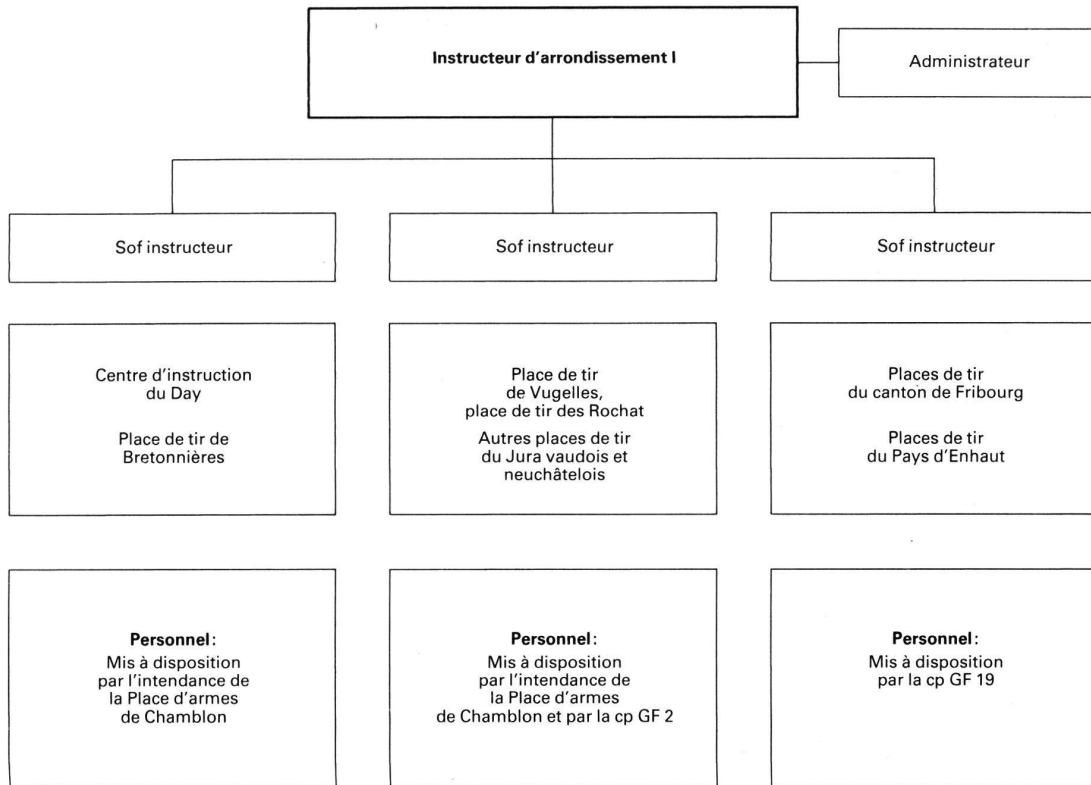 Instructeur d'arrondissement I
Administrateur
Sof instructeur
Sof instructeur
Sof instructeur
Centre d'instruction
du Day
Place de tir de
Bretonnières
Place de tir
de Vugelles,
place de tir des Rochat
Autres places de tir
du Jura vaudois et
neuchâtelois
Places de tir
du canton de Fribourg
Places de tir
du Pays d'Enhaut
Personnel:
Mis à disposition
par l'intendance de
la Place d'armes
de Chamblon
Personnel:
Mis à disposition
par l'intendance de
la Place d'armes
de Chamblon et par la cp GF 2
Personnel:
Mis à disposition
par la cp GF 19